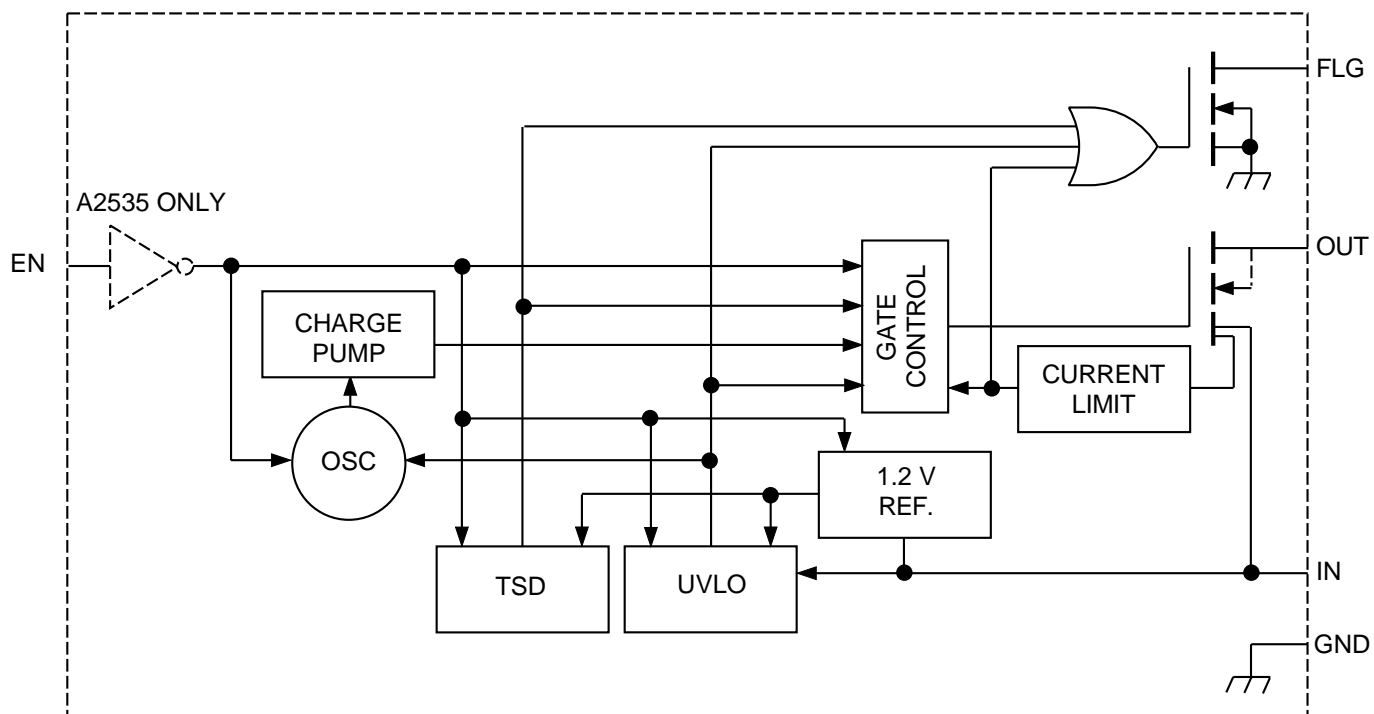 FLG
A2535 ONLY
EN
OUT
CHARGE
PUMP
GATE
CONTROL
CURRENT
LIMIT
OSC
1.2 V
REF.
TSD
UVLO
IN
GND